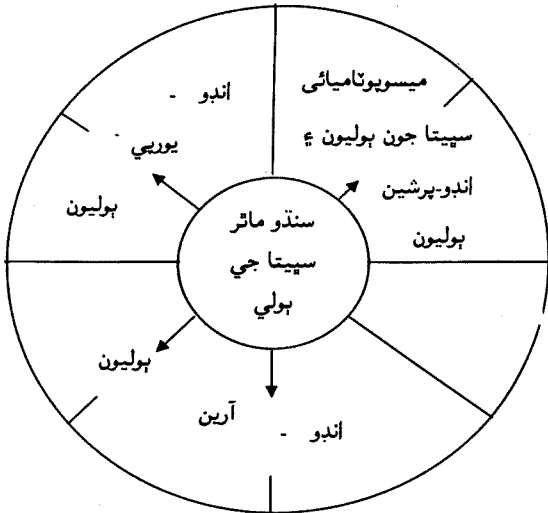 انڊو -
يورپي -
ٻوليون
ميسوپوٽاميائي
سڀيتا جون ٻوليون ۽
انڊو-پرشين
ٻوليون
سنڌو ماٿر
سڀيتا جي
ٻولي
ٻوليون
آرين
انڊو -